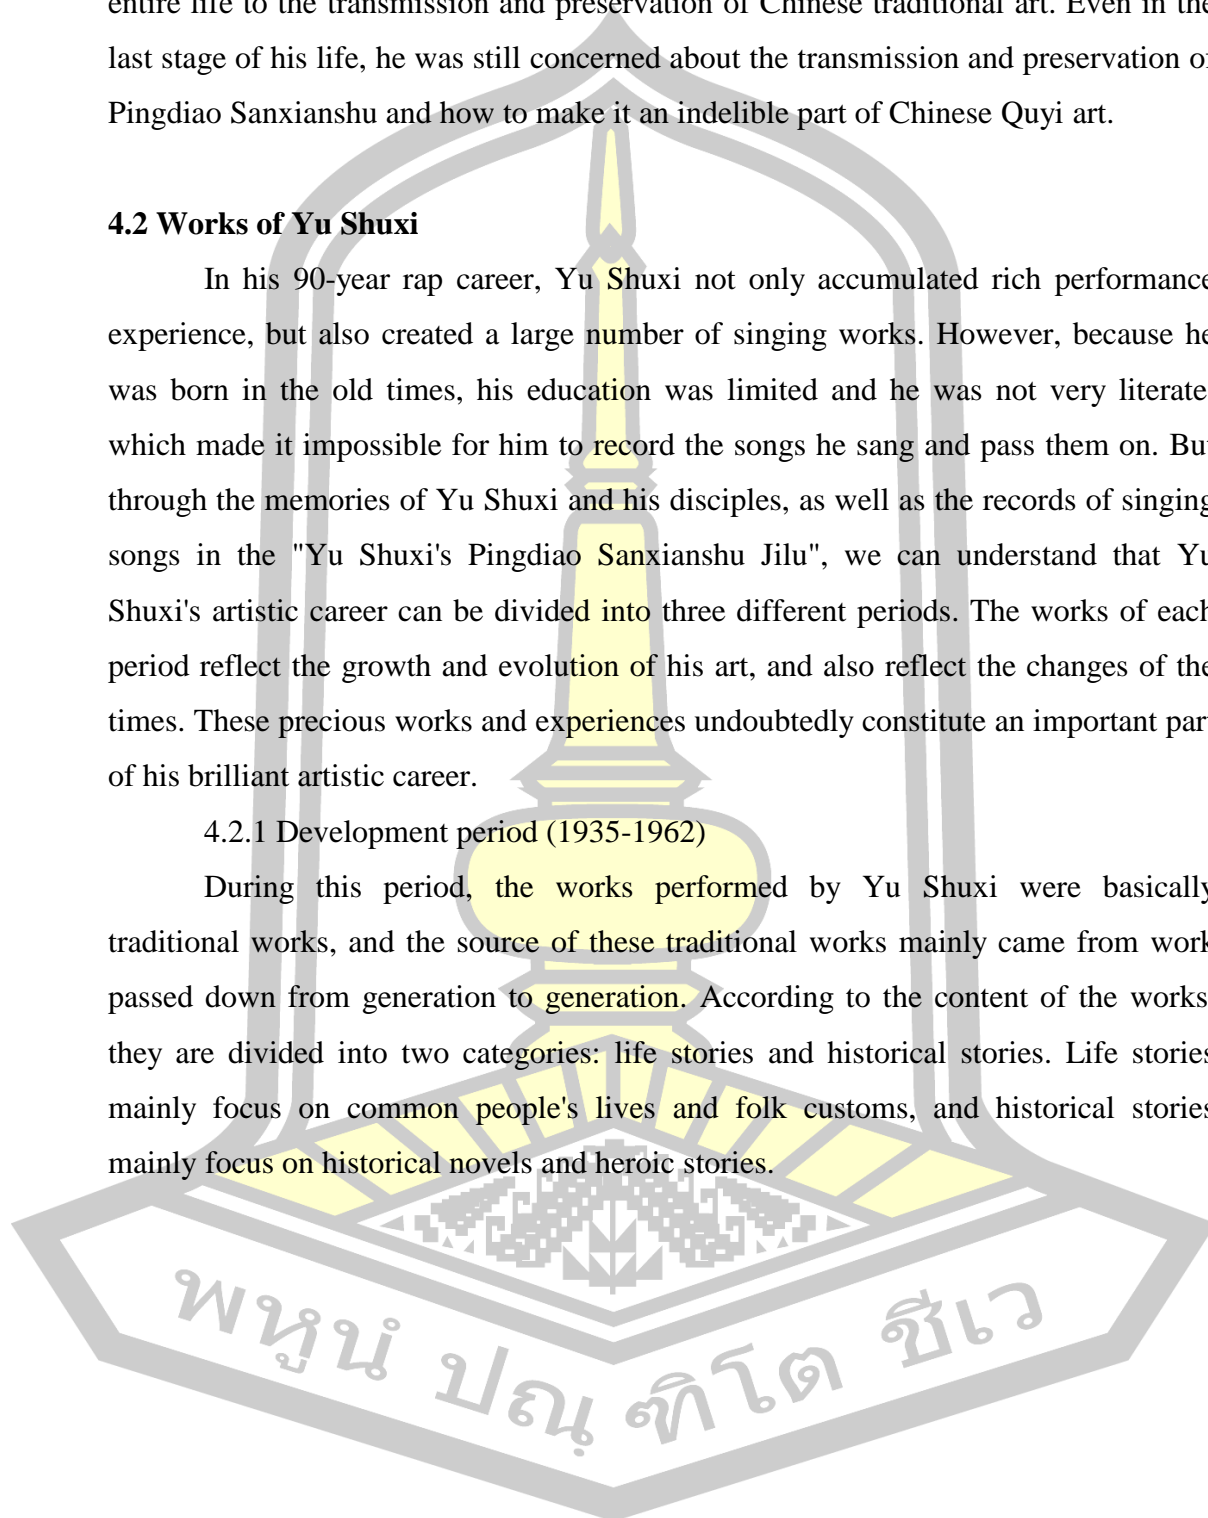 entire life to the transmission and preservation of Chinese traditional art. Even in the
last stage of his life, he was still concerned about the transmission and preservation of
Pingdiao Sanxianshu and how to make it an indelible part of Chinese Quyi art.
4.2 Works of Yu Shuxi
In his 90-year rap career, Yu Shuxi not only accumulated rich performance
experience, but also created a large number of singing works. However, because he
was born in the old times, his education was limited and he was not very literate,
which made it impossible for him to record the songs he sang and pass them on. But
through the memories of Yu Shuxi and his disciples, as well as the records of singing
songs in the "Yu Shuxi's Pingdiao Sanxianshu Jilu", we can understand that Yu
Shuxi's artistic career can be divided into three different periods. The works of each
period reflect the growth and evolution of his art, and also reflect the changes of the
times. These precious works and experiences undoubtedly constitute an important part
of his brilliant artistic career.
4.2.1 Development period (1935-1962)
During this period, the works performed by Yu Shuxi were basically
traditional works, and the source of these traditional works mainly came from work
passed down from generation to generation. According to the content of the works,
they are divided into two categories: life stories and historical stories. Life stories
mainly focus on common people's lives and folk customs, and historical stories
mainly focus on historical novels and heroic stories.
พหูนํ ปณฺฑิโต ชีเว